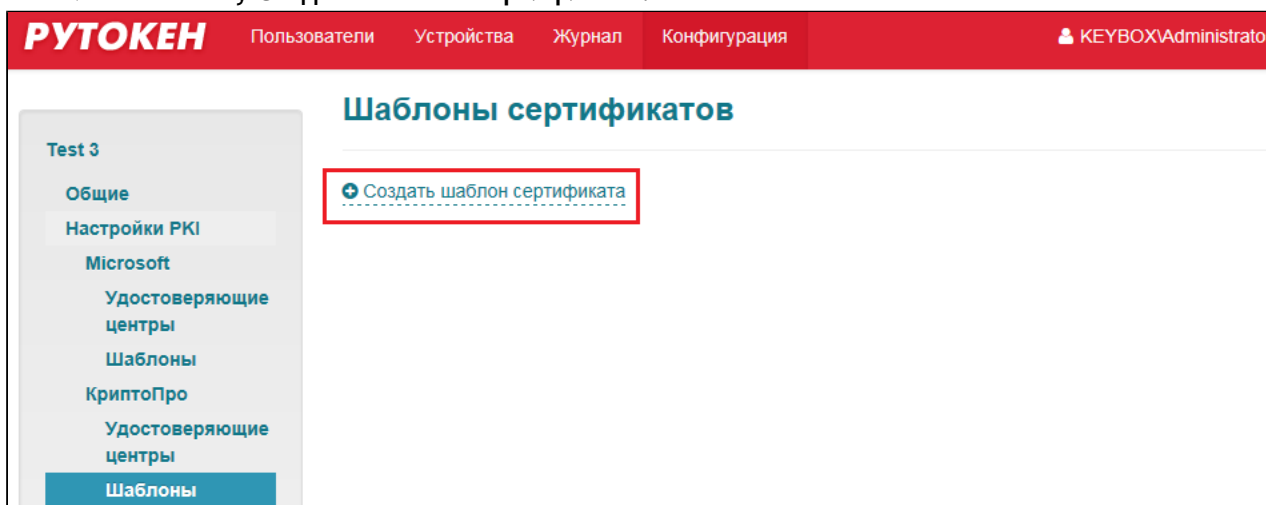 РУТОКЕН Пользователи Устройства Журнал Конфигурация KEYBOX\Administrato
Шаблоны сертификатов
Test 3
Создать шаблон сертификата
Общие
Настройки PKI
Microsoft
Удостоверяющие
центры
Шаблоны
КриптоПро
Удостоверяющие
центры
Шаблоны